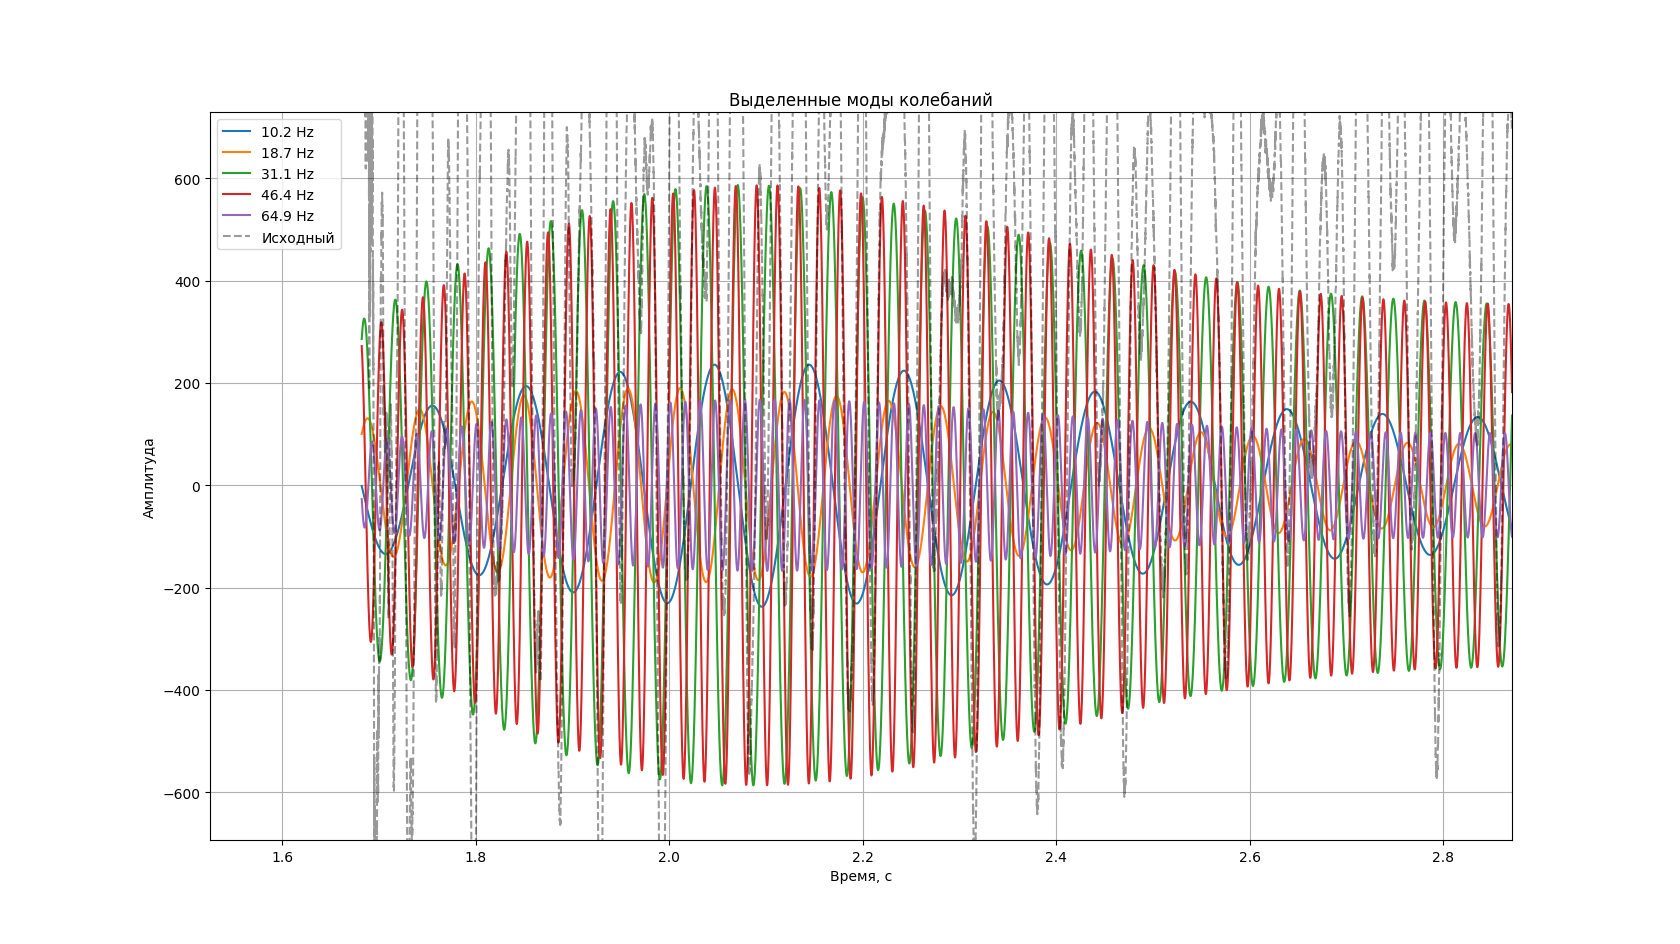 Выделенные моды колебаний
10.2 Hz
18.7 Hz
31.1 Hz
46.4 Hz
64.9 Hz
Исходный
600
400
200
0
−200
−400
−600
Амплитуда
1.6
1.8
2.0
2.2
2.4
2.6
2.8
Время, с